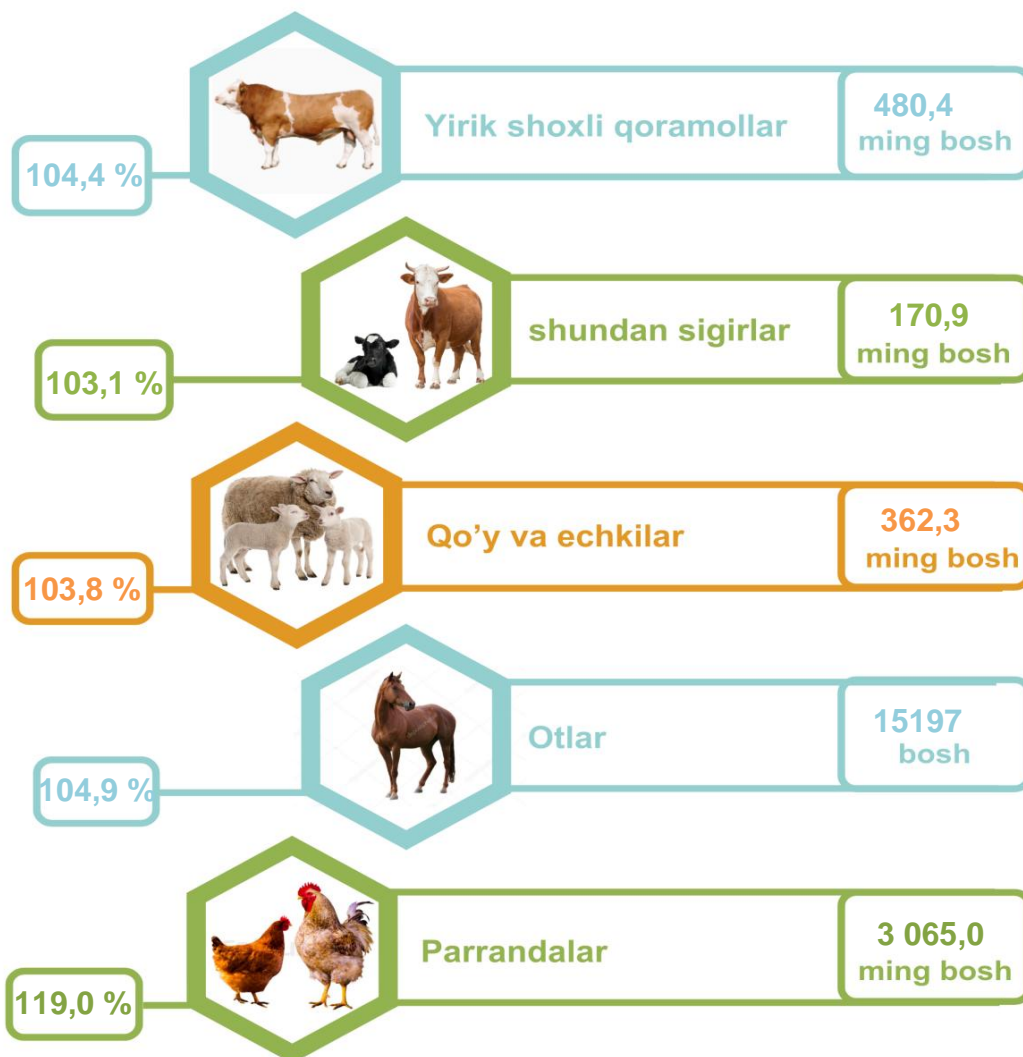 Yirik shoxli qoramollar
480,4
ming bosh
104,4 %
shundan sigirlar
170,9
ming bosh
103,1 %
Qo'y va echkilar
362,3
ming bosh
103,8 %
Otlar
15197
bosh
104,9 %
Parrandalar
3 065,0
ming bosh
119,0 %